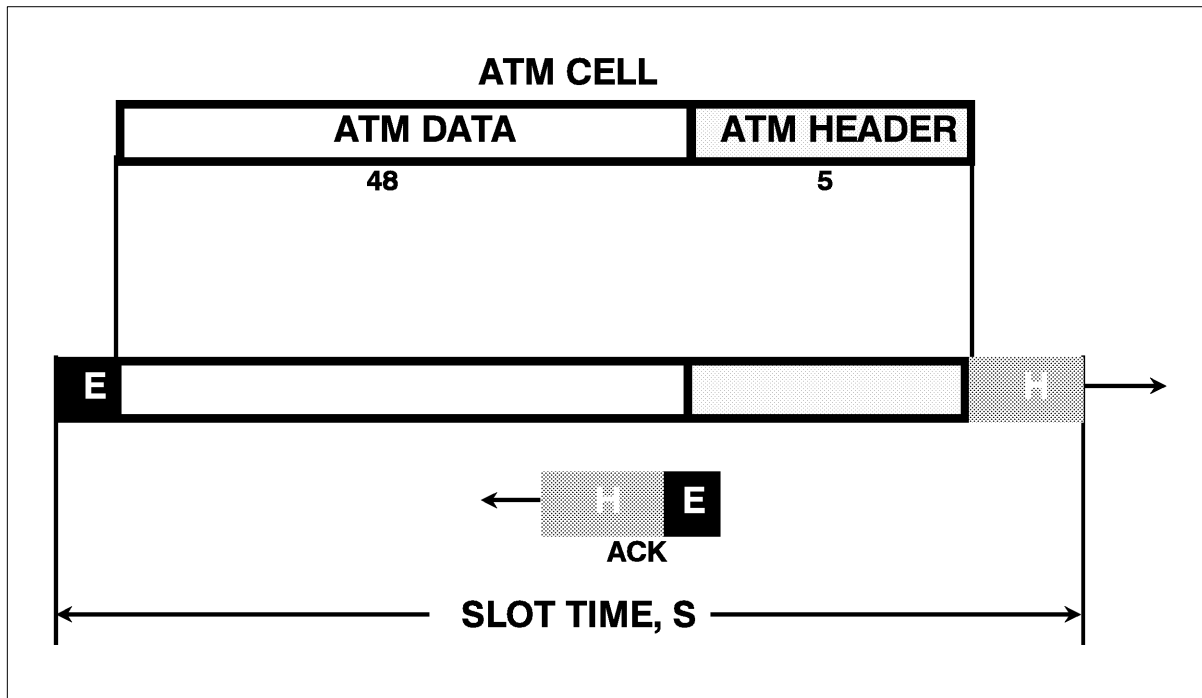 ATM CELL
ATM DATA ATM HEADER
48 5
E H
H E
ACK
SLOT TIME, S